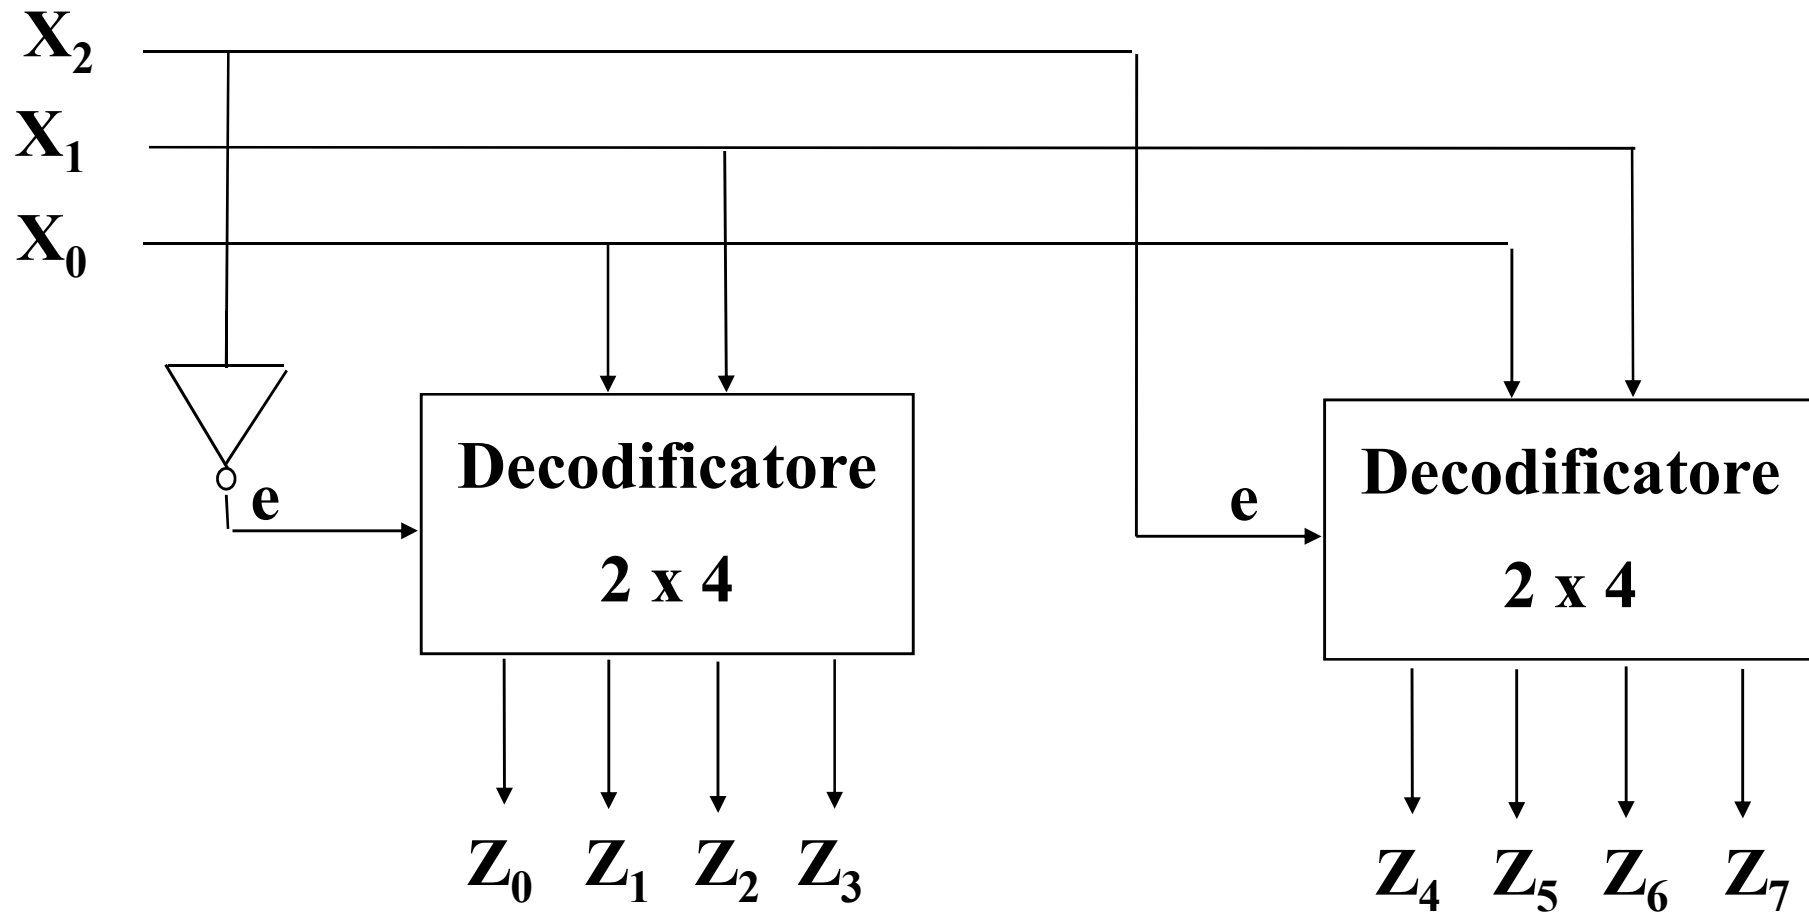 X₂
X₁
X₀
e
Decodificatore
2 x 4
e
Decodificatore
2 x 4
Z₀ Z₁ Z₂ Z₃
Z₄ Z₅ Z₆ Z₇